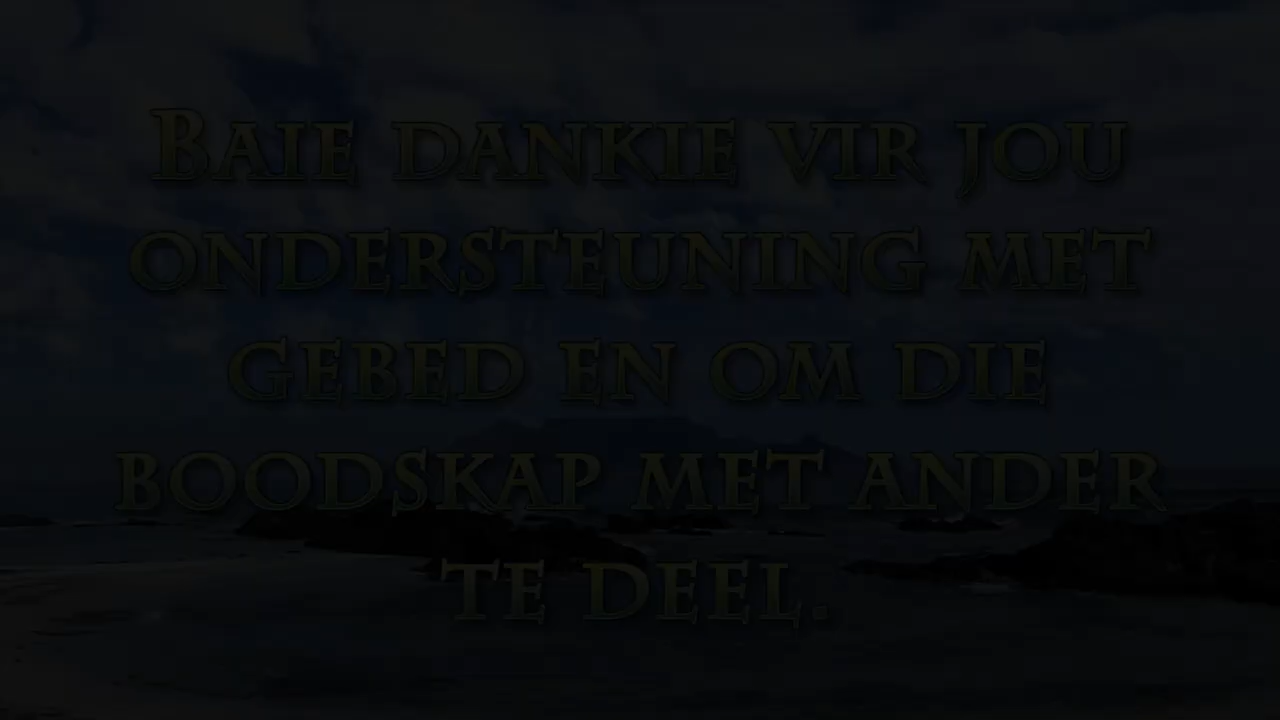 Baie dankie vir jou
ondersteuning met
gebed en om die
boodskap met ander
te deel.